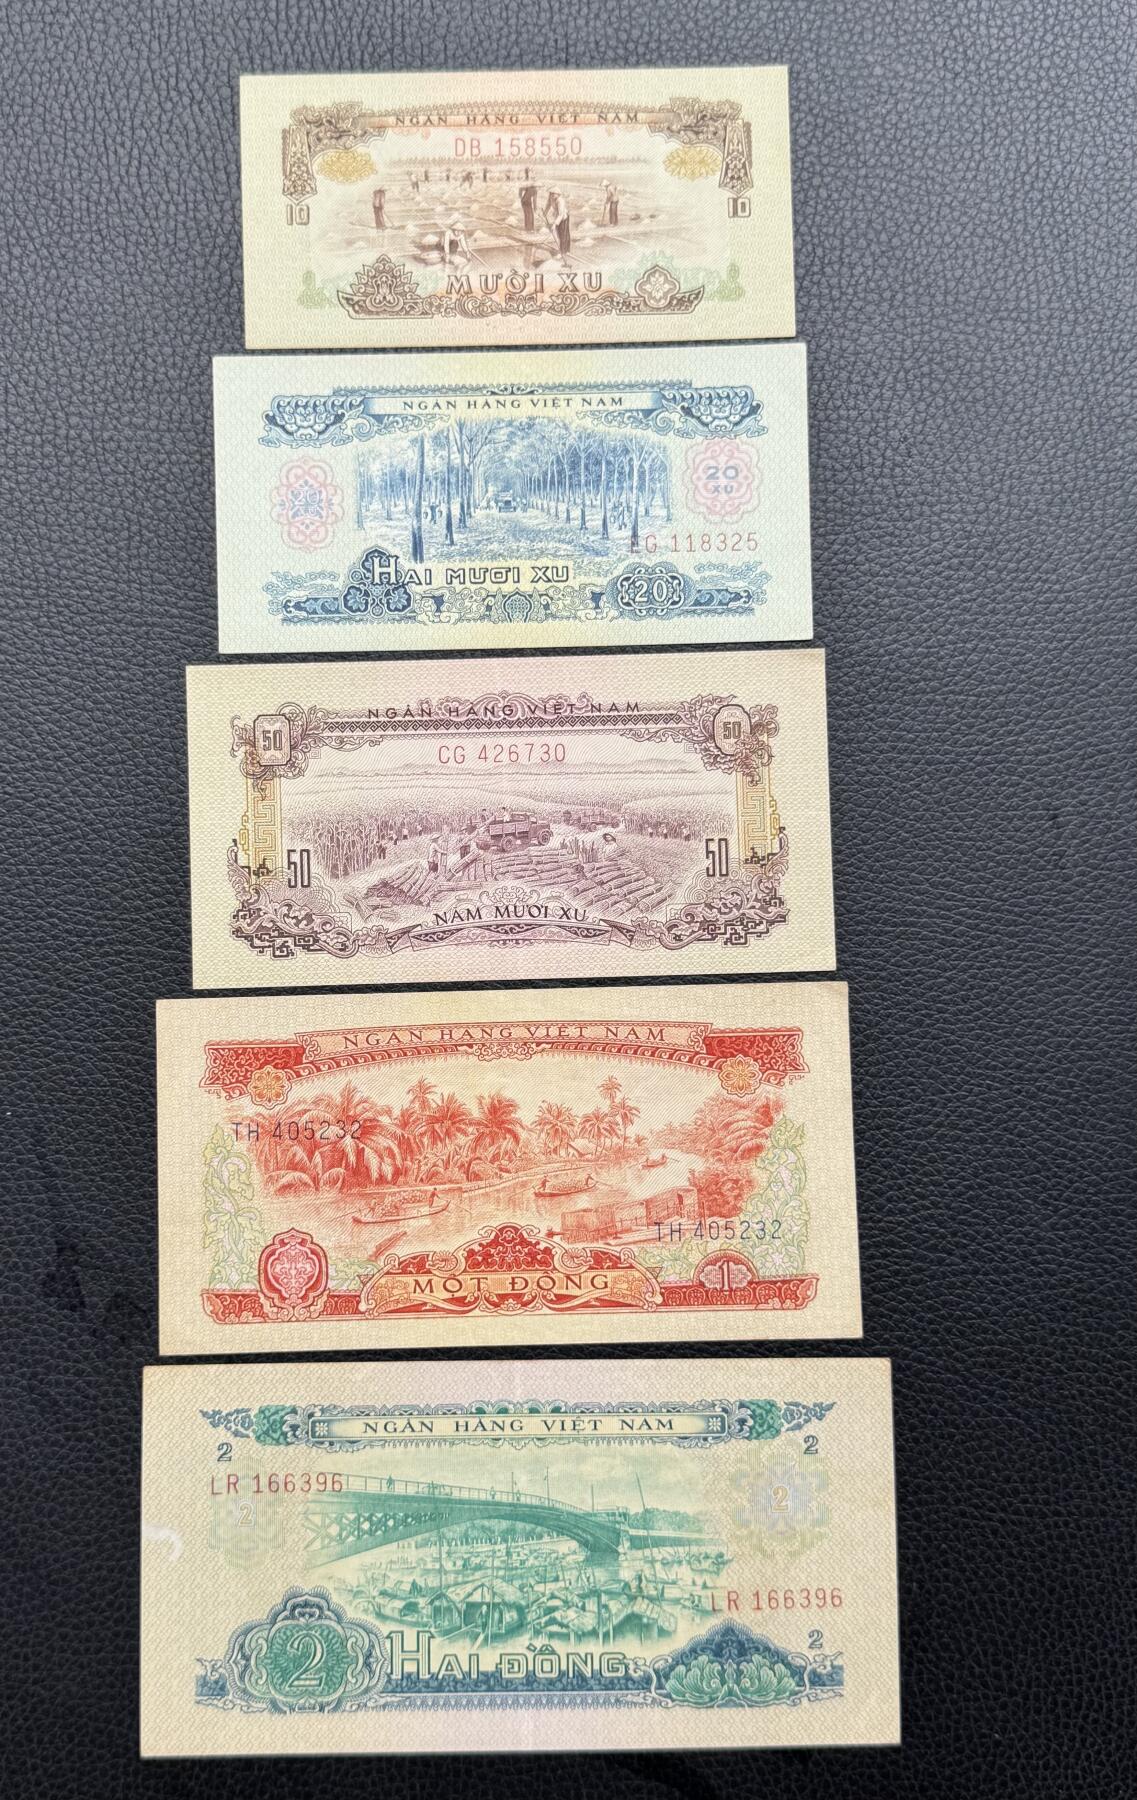 NGÂN HÀNG VIỆT NAM
DB 158550
10
10
MƯỜI XU
NGÂN HÀNG VIỆT NAM
20
20
XU
EG 118325
HAI MƯƠI XU
20
NGÂN HÀNG VIỆT NAM
50
50
CG 426730
50
50
NĂM MƯƠI XU
NGÂN HÀNG VIỆT NAM
TH 405232
TH 405232
MỘT ĐỒNG
1
NGÂN HÀNG VIỆT NAM
2
2
LR 166396
2
2
LR 166396
2
2
HAI ĐỒNG